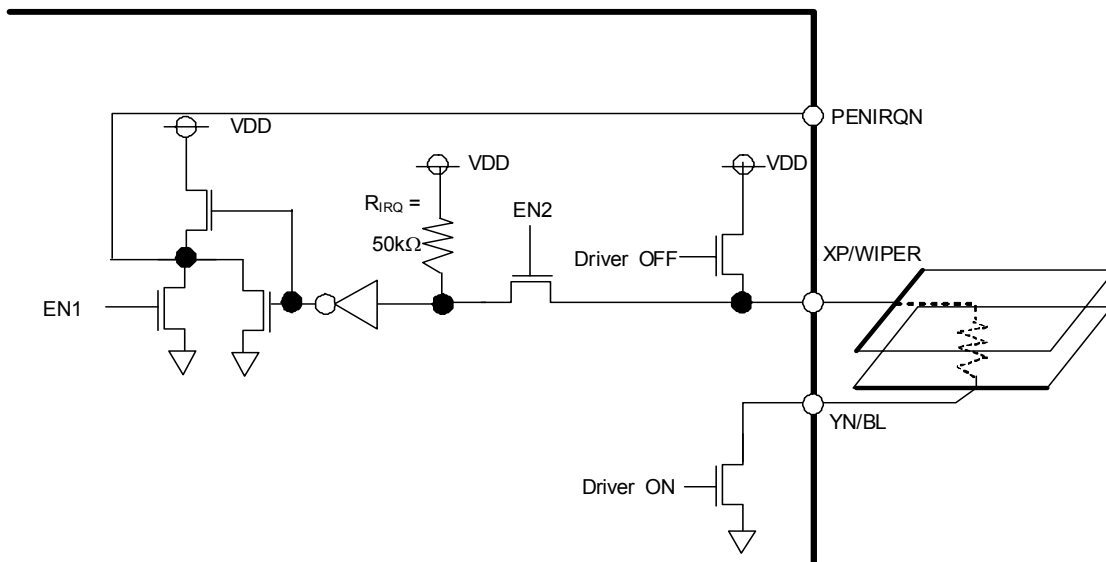 PENIRQN
VDD
VDD
VDD
RIRQ =
50kΩ
EN2
Driver OFF
XP/WIPER
EN1
YN/BL
Driver ON